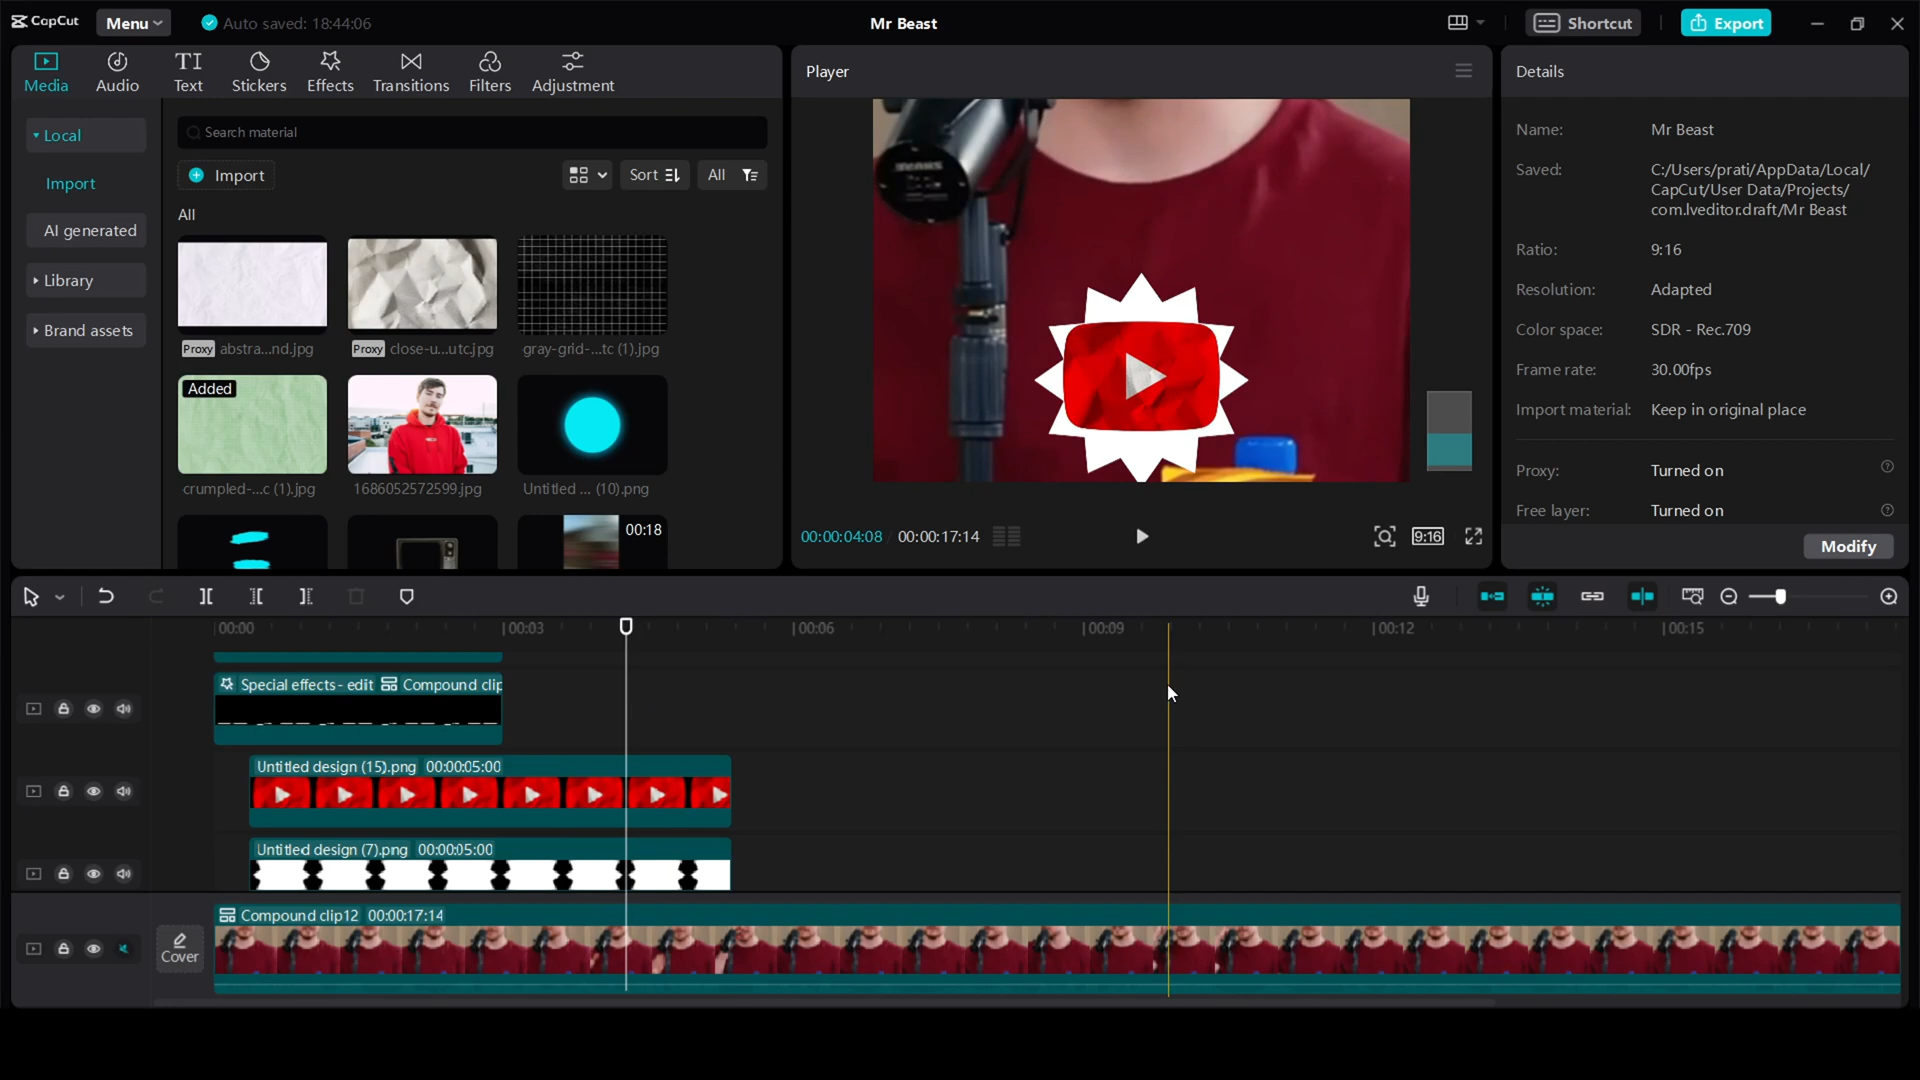 CapCut
Menu
Auto saved: 18:44:06
Mr Beast
Shortcut
Export
Media
Audio
TI
Text
Stickers
Effects
Transitions
Filters
Adjustment
Local
Import
AI generated
Library
Brand assets
Search material
Import
Sort
All
All
Proxy abstra...nd.jpg
Proxy close-u...utc.jpg
gray-grid-...tc (1).jpg
Added
crumpled-...c (1).jpg
1686052572599.jpg
Untitled ... (10).png
00:18
Player
00:00:04:08 / 00:00:17:14
9:16
Details
Name: Mr Beast
Saved: C:/Users/prati/AppData/Local/
CapCut/User Data/Projects/
com.lveditor.draft/Mr Beast
Ratio: 9:16
Resolution: Adapted
Color space: SDR - Rec.709
Frame rate: 30.00fps
Import material: Keep in original place
Proxy: Turned on
Free layer: Turned on
Modify
00:00
00:03
00:06
00:09
00:12
00:15
Special effects - edit Compound clip
Untitled design (15).png 00:00:05:00
Untitled design (7).png 00:00:05:00
Cover
Compound clip12 00:00:17:14